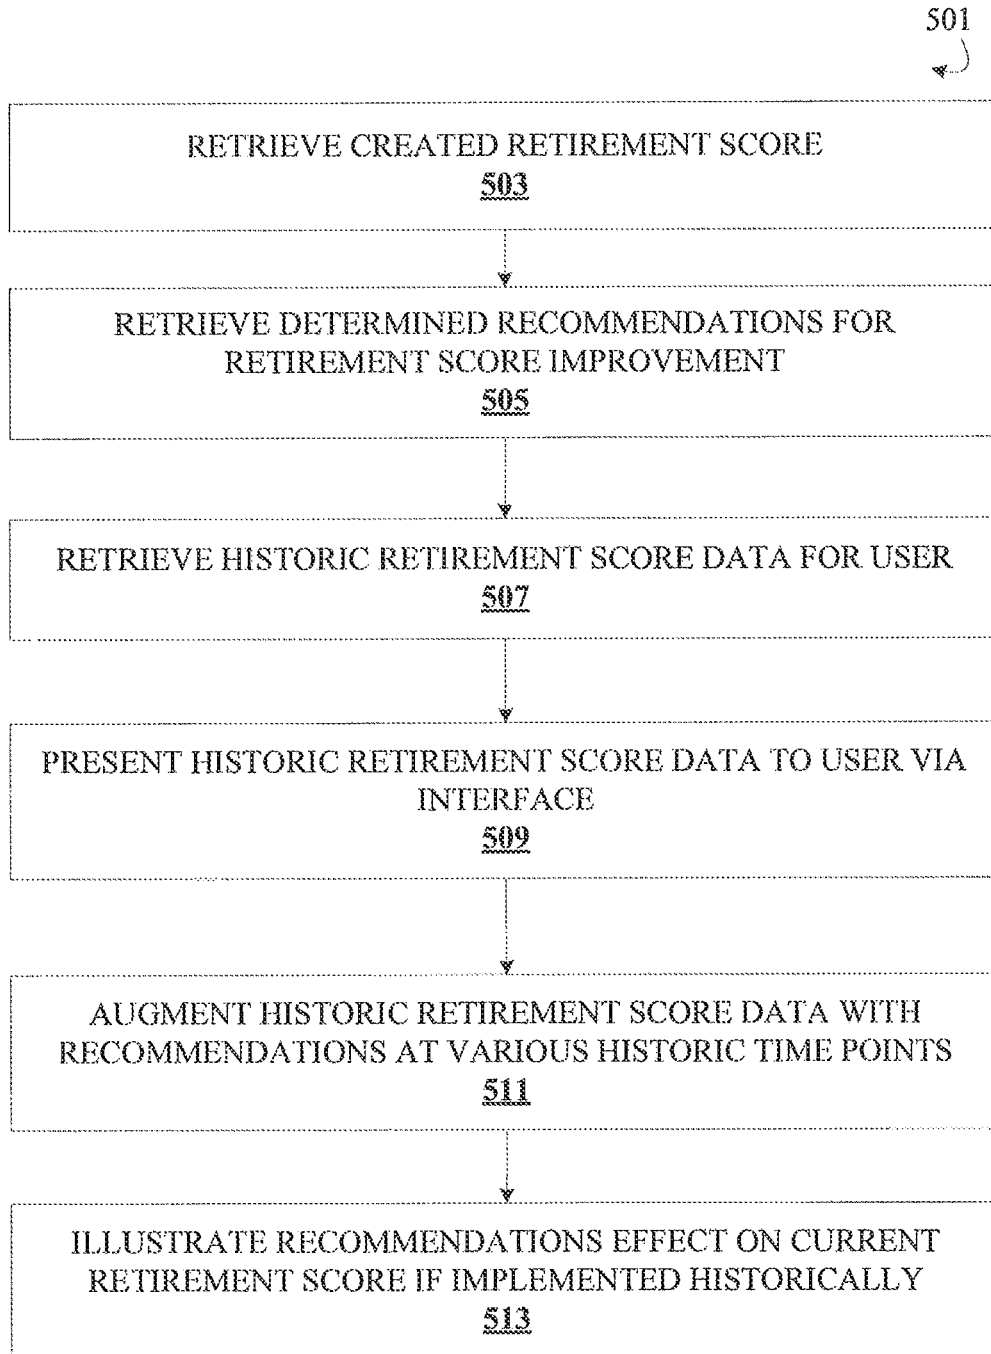 501
RETRIEVE CREATED RETIREMENT SCORE
503
RETRIEVE DETERMINED RECOMMENDATIONS FOR
RETIREMENT SCORE IMPROVEMENT
505
RETRIEVE HISTORIC RETIREMENT SCORE DATA FOR USER
507
PRESENT HISTORIC RETIREMENT SCORE DATA TO USER VIA
INTERFACE
509
AUGMENT HISTORIC RETIREMENT SCORE DATA WITH
RECOMMENDATIONS AT VARIOUS HISTORIC TIME POINTS
511
ILLUSTRATE RECOMMENDATIONS EFFECT ON CURRENT
RETIREMENT SCORE IF IMPLEMENTED HISTORICALLY
513